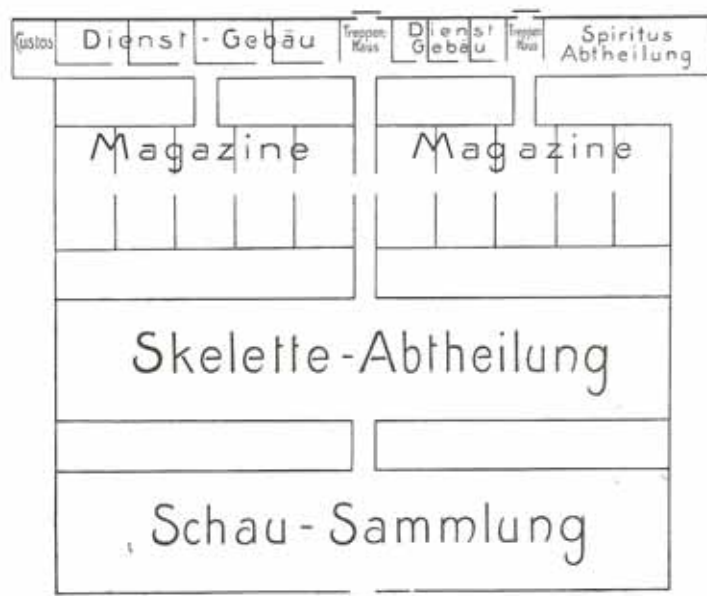 Custos
Dienst-Gebäu
Treppen-
Haus
Dienst
Gebäu
Treppen
Haus
Spiritus
Abtheilung
Magazine
Magazine
Skelette-Abtheilung
Schau-Sammlung